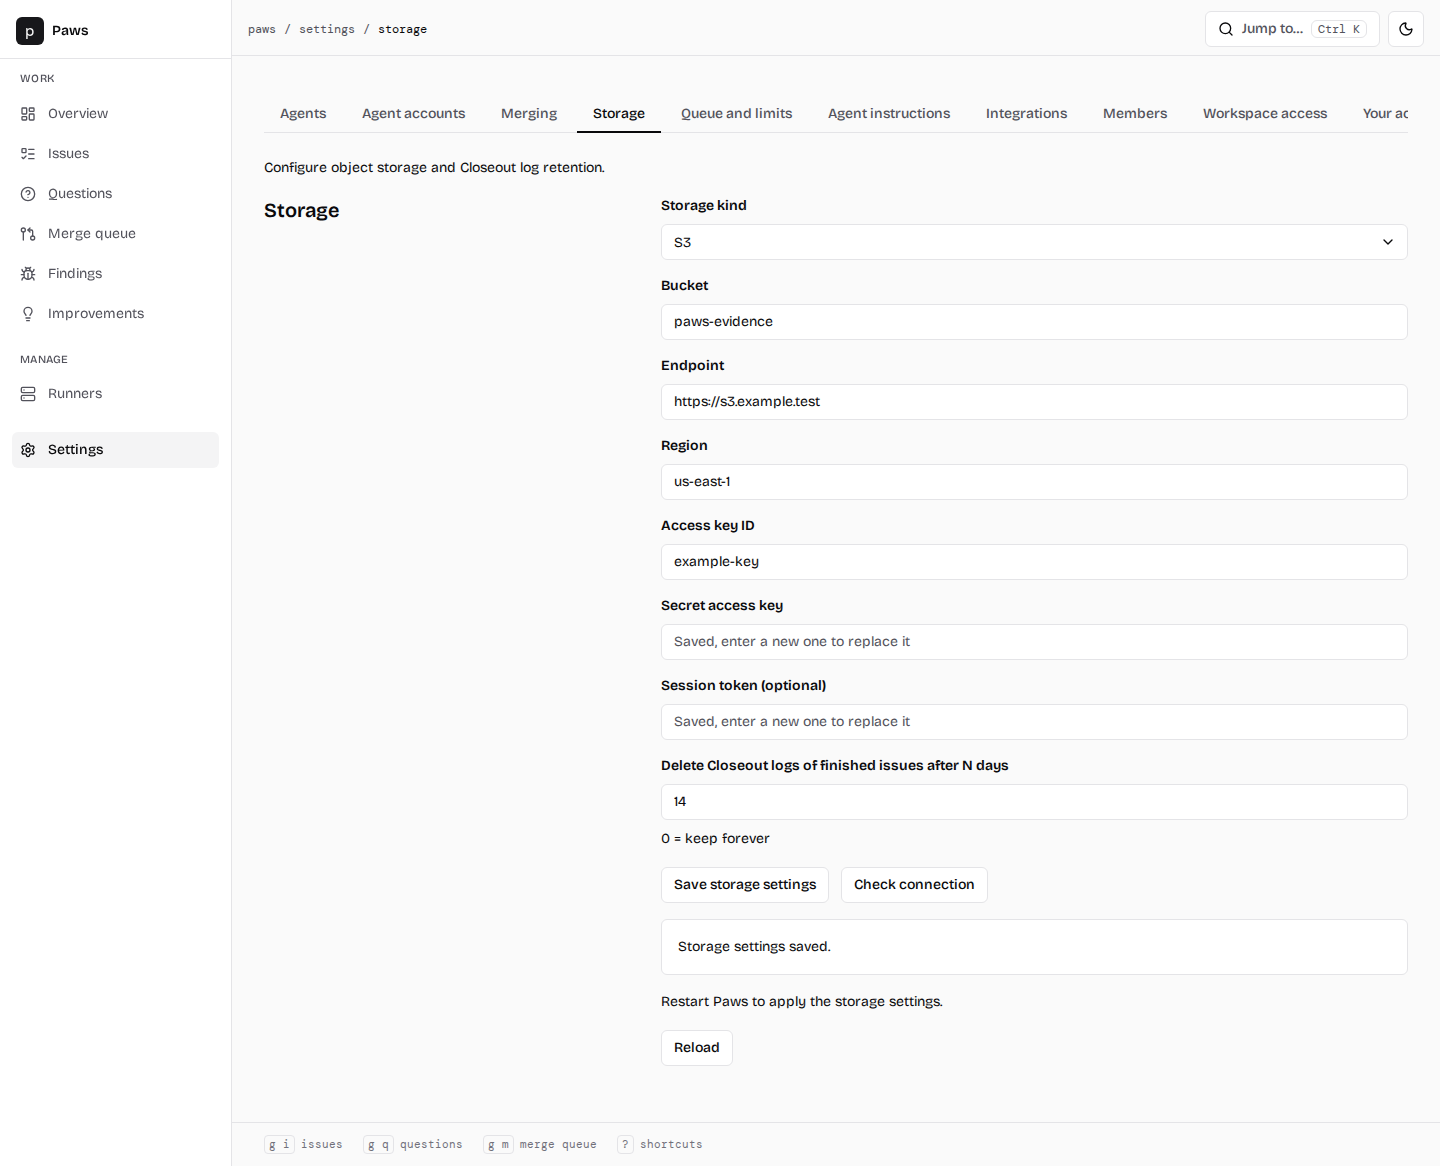 p Paws
paws / settings / storage
Jump to... Ctrl K
WORK
Overview
Issues
Questions
Merge queue
Findings
Improvements
MANAGE
Runners
Settings
Agents Agent accounts Merging Storage Queue and limits Agent instructions Integrations Members Workspace access Your ac
Configure object storage and Closeout log retention.
Storage
Storage kind
S3
Bucket
paws-evidence
Endpoint
https://s3.example.test
Region
us-east-1
Access key ID
example-key
Secret access key
Saved, enter a new one to replace it
Session token (optional)
Saved, enter a new one to replace it
Delete Closeout logs of finished issues after N days
14
0 = keep forever
Save storage settings Check connection
Storage settings saved.
Restart Paws to apply the storage settings.
Reload
g i issues g q questions g m merge queue ? shortcuts